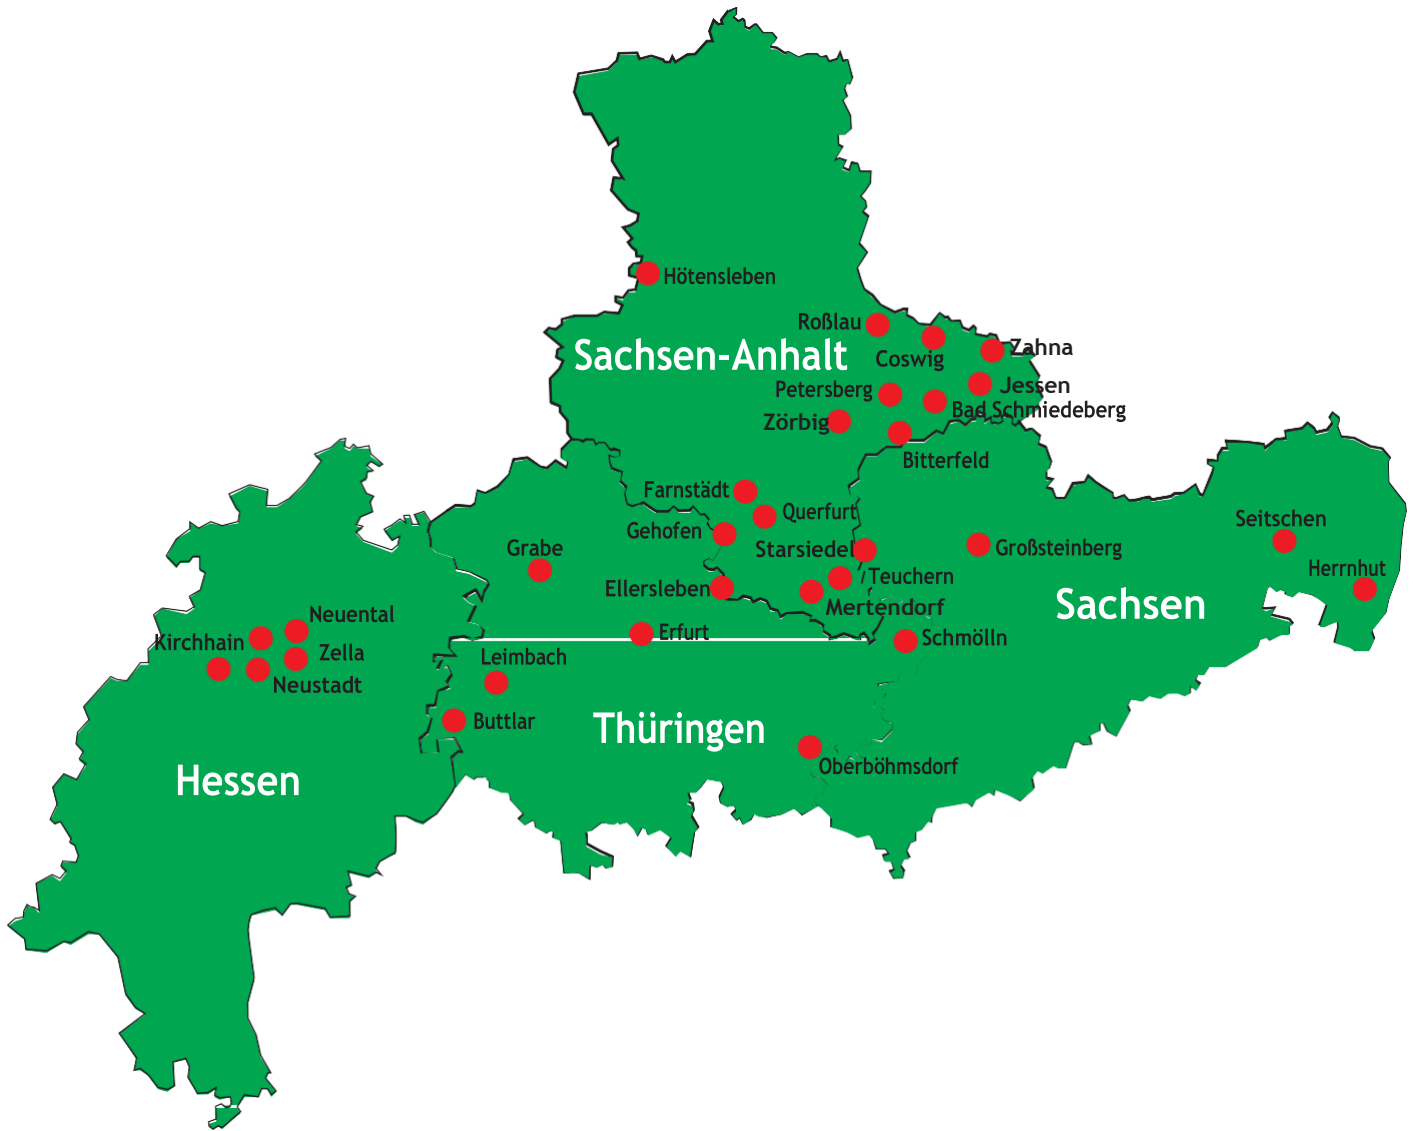 Hötensleben
Roßlau
Sachsen-Anhalt
Coswig
Zahna
Petersberg
Jessen
Bad Schmiedeberg
Zörbig
Bitterfeld
Farnstädt
Querfurt
Gehofen
Seitschen
Grabe
Starsiedel
Großsteinberg
Herrnhut
Teuchern
Ellersleben
Mertendorf
Sachsen
Neuental
Erfurt
Schmölln
Kirchhain
Zella
Leimbach
Neustadt
Buttlar
Thüringen
Oberböhmsdorf
Hessen